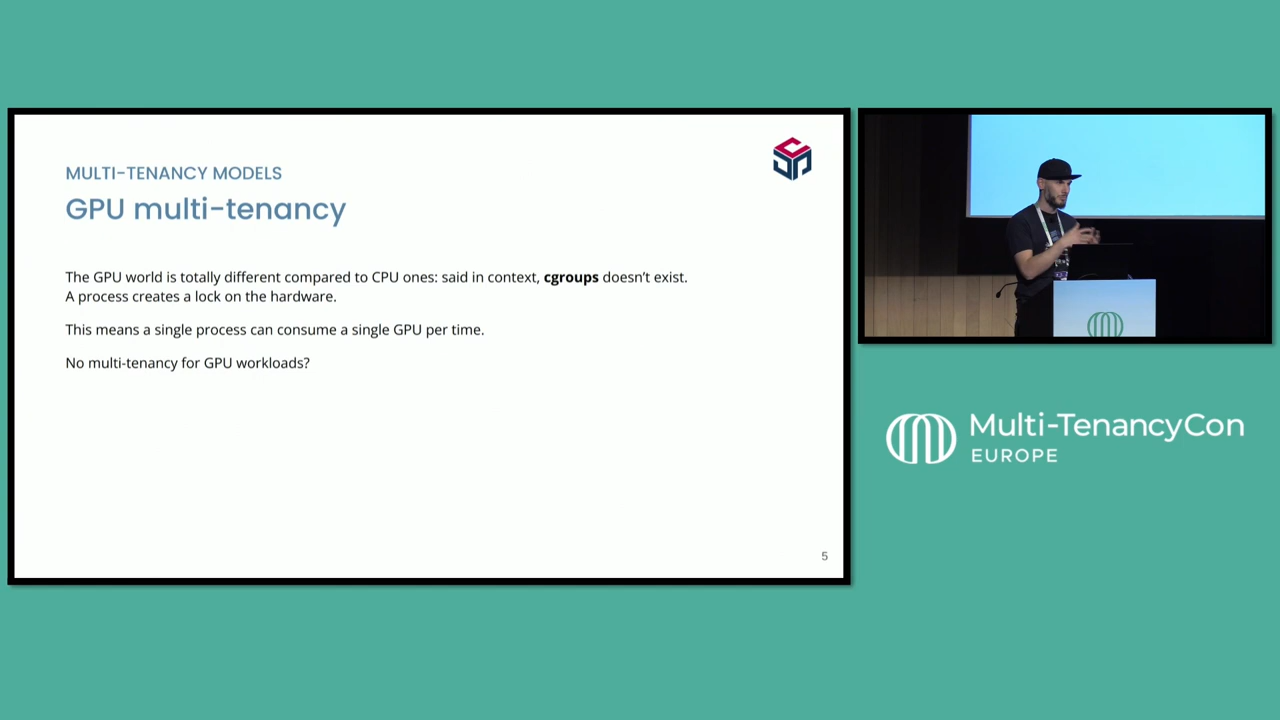 MULTI-TENANCY MODELS
GPU multi-tenancy
The GPU world is totally different compared to CPU ones: said in context, cgroups doesn't exist.
A process creates a lock on the hardware.
This means a single process can consume a single GPU per time.
No multi-tenancy for GPU workloads?
5
Multi-TenancyCon
EUROPE